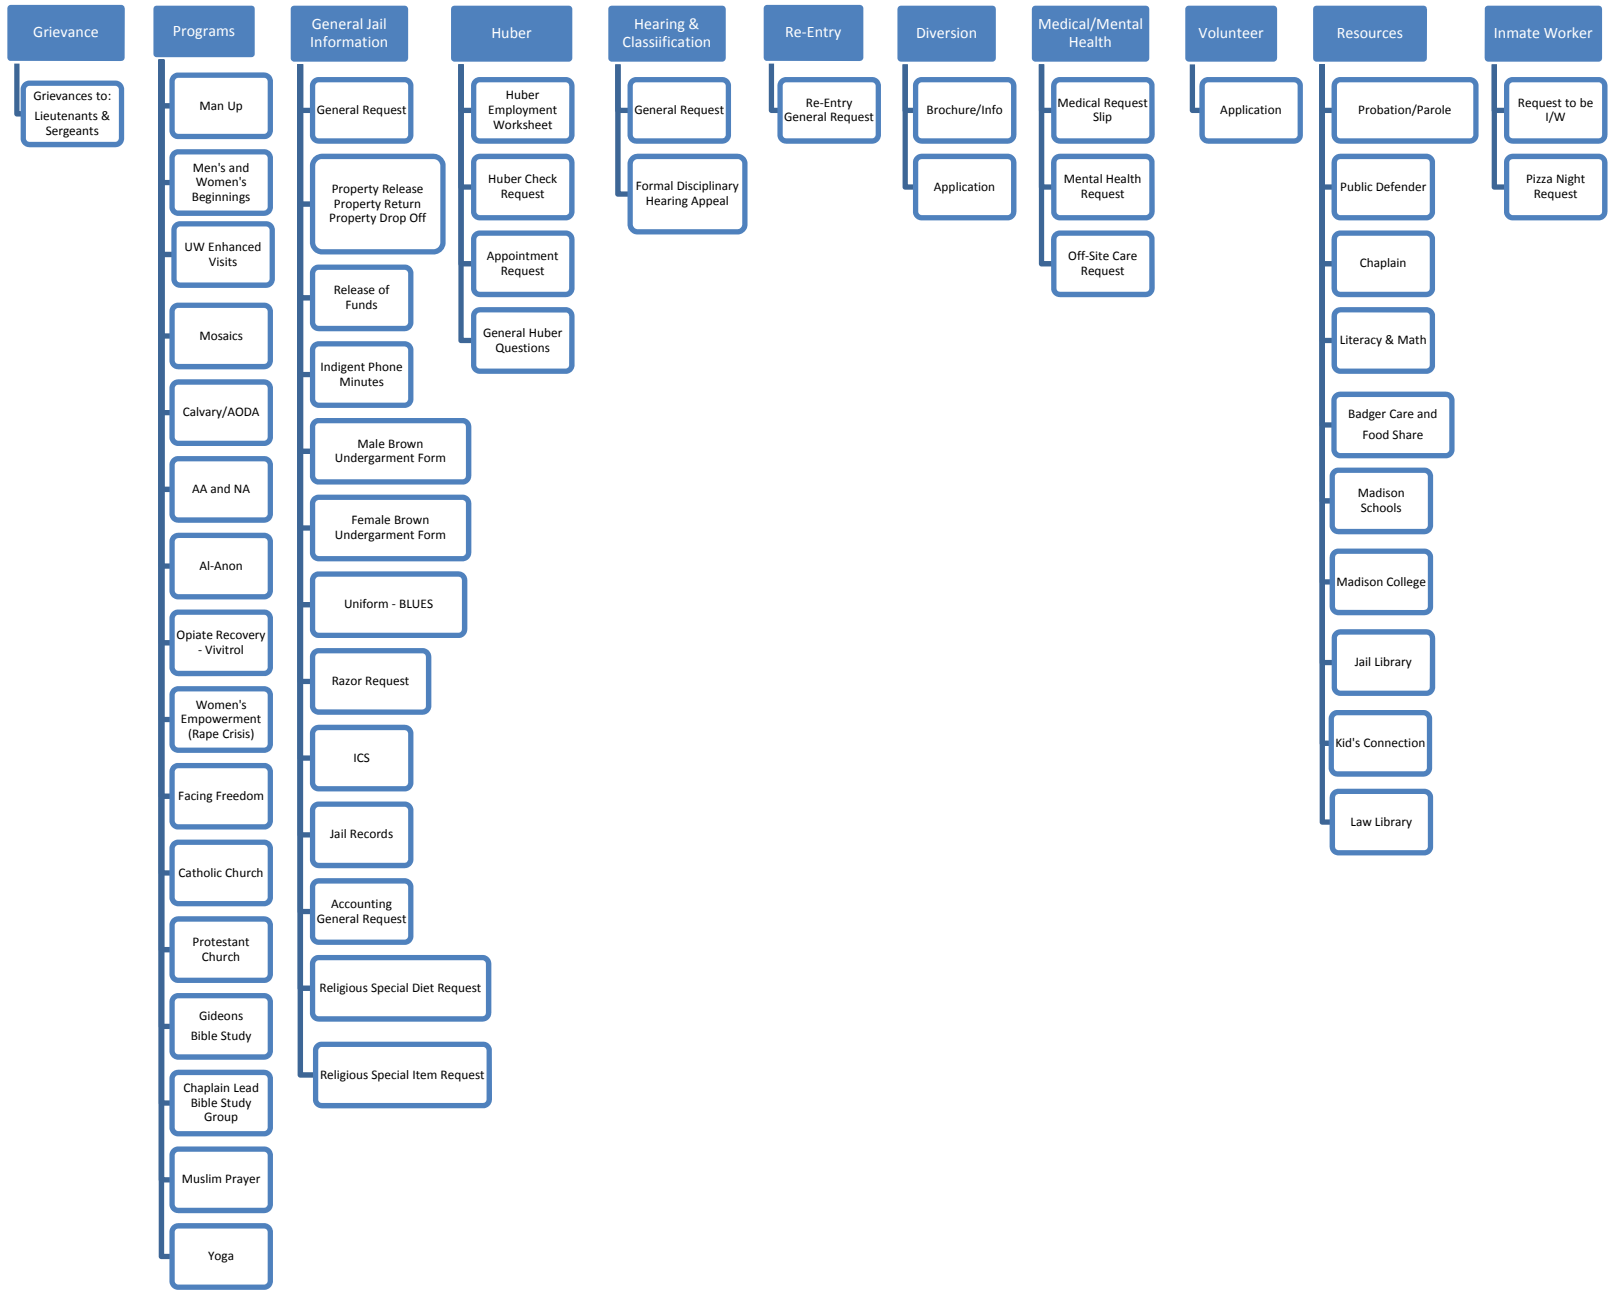 Grievance
Grievances to:
Lieutenants &
Sergeants
Programs
Man Up
Men's and
Women's
Beginnings
UW Enhanced
Visits
Mosaics
Calvary/AODA
AA and NA
Al-Anon
Opiate Recovery
- Vivitrol
Women's
Empowerment
(Rape Crisis)
Facing Freedom
Catholic Church
Protestant
Church
Gideons
Bible Study
Chaplain Lead
Bible Study
Group
Muslim Prayer
Yoga
General Jail
Information
General Request
Property Release
Property Return
Property Drop Off
Release of
Funds
Indigent Phone
Minutes
Male Brown
Undergarment Form
Female Brown
Undergarment Form
Uniform - BLUES
Razor Request
ICS
Jail Records
Accounting
General Request
Religious Special Diet Request
Religious Special Item Request
Huber
Huber
Employment
Worksheet
Huber Check
Request
Appointment
Request
General Huber
Questions
Hearing &
Classiification
General Request
Formal Disciplinary
Hearing Appeal
Re-Entry
Re-Entry
General Request
Diversion
Brochure/Info
Application
Medical/Mental
Health
Medical Request
Slip
Mental Health
Request
Off-Site Care
Request
Volunteer
Application
Resources
Probation/Parole
Public Defender
Chaplain
Literacy & Math
Badger Care and
Food Share
Madison
Schools
Madison College
Jail Library
Kid's Connection
Law Library
Inmate Worker
Request to be
I/W
Pizza Night
Request